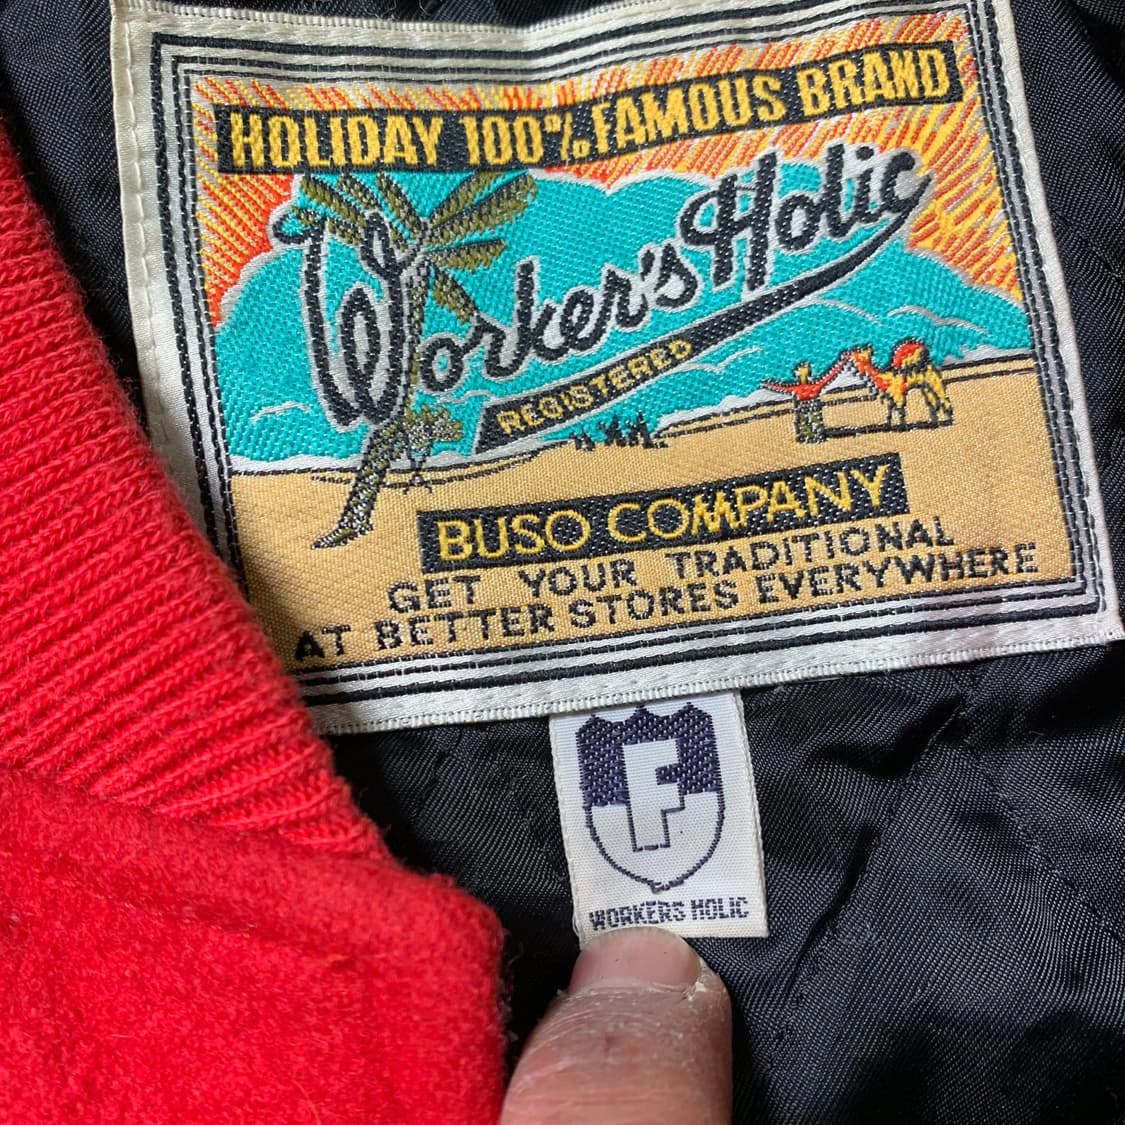 HOLIDAY 100% FAMOUS BRAND
Worker's Holic
REGISTERED
BUSO COMPANY
GET YOUR TRADITIONAL
AT BETTER STORES EVERYWHERE
F
WORKERS HOLIC